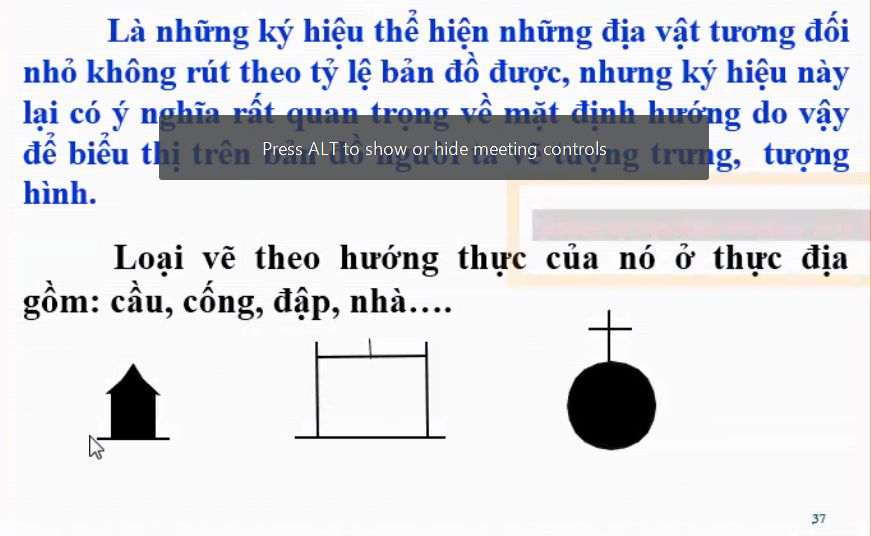 Là những ký hiệu thể hiện những địa vật tương đối
nhỏ không rút theo tỷ lệ bản đồ được, nhưng ký hiệu này
lại có ý nghĩa rất quan trọng về mặt định hướng do vậy
để biểu thị trên bản đồ người ta vẽ tượng trưng, tượng
Press ALT to show or hide meeting controls
hình.
Loại vẽ theo hướng thực của nó ở thực địa
gồm: cầu, cống, đập, nhà….
37